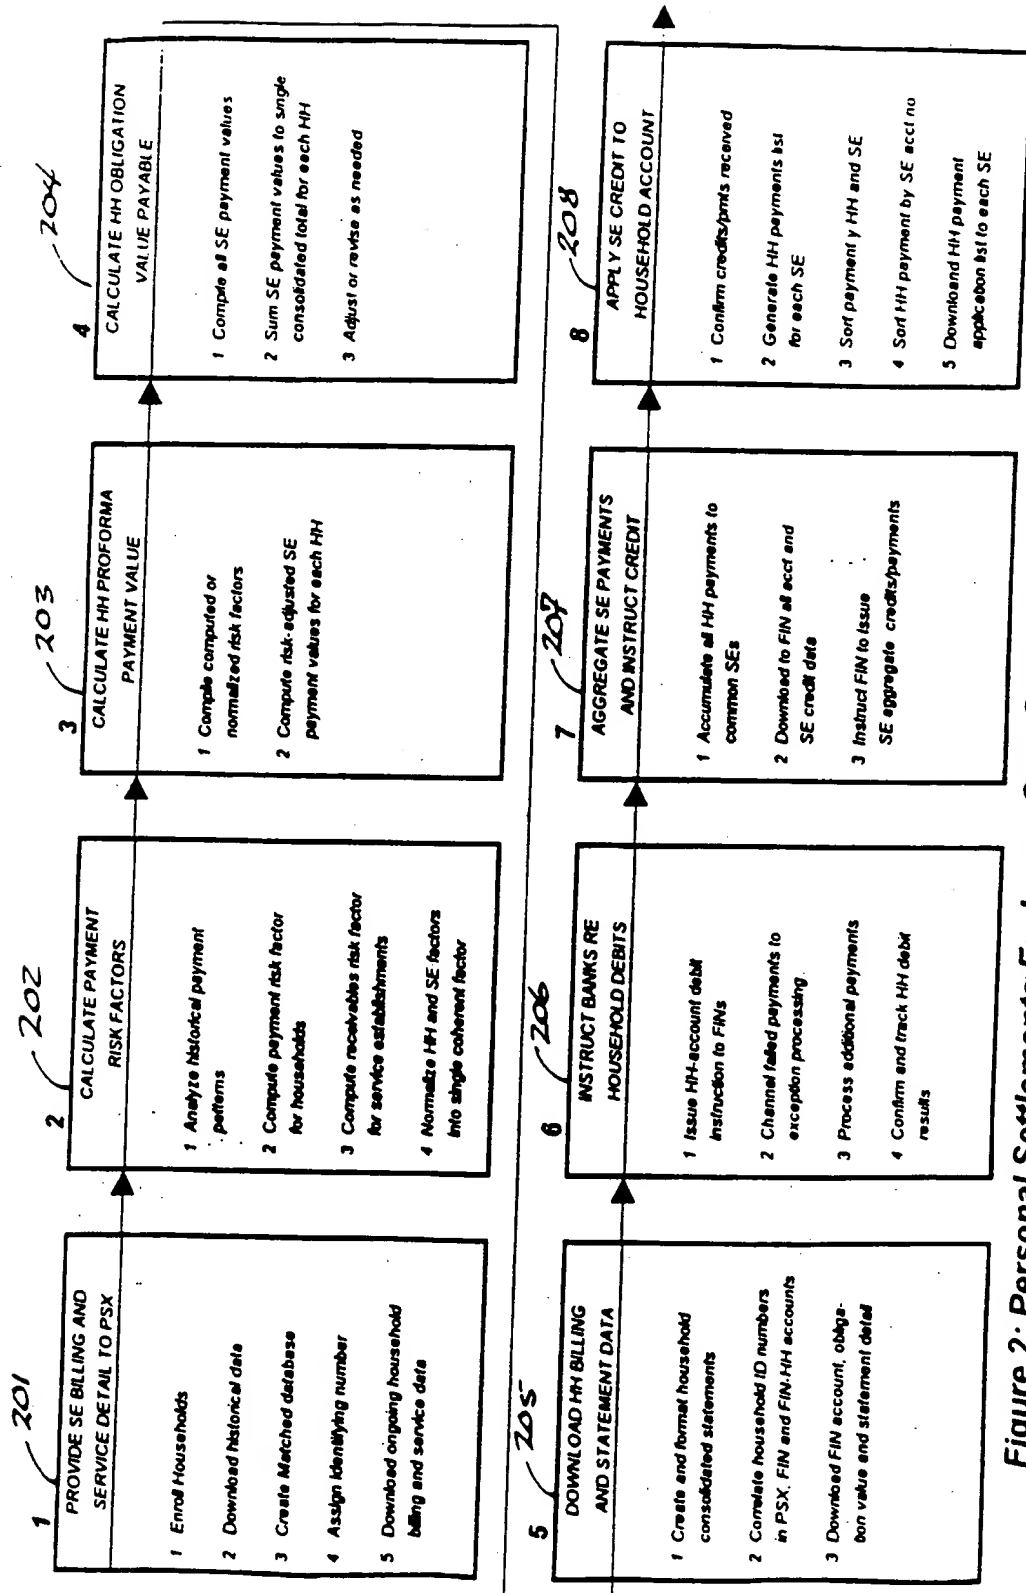 1
201
PROVIDE SE BILLING AND
SERVICE DETAIL TO PSX
1 Enroll Households
2 Download historical data
3 Create Matched database
4 Assign identifying number
5 Download ongoing household
billing and service data
2
202
CALCULATE PAYMENT
RISK FACTORS
1 Analyze historical payment
patterns
2 Compute payment risk factor
for households
3 Compute receivables risk factor
for service establishments
4 Normalize HH and SE factors
into single coherent factor
3
203
CALCULATE HH PROFORMA
PAYMENT VALUE
1 Compile computed or
normalized risk factors
2 Compute risk-adjusted SE
payment values for each HH
4
204
CALCULATE HH OBLIGATION
VALUE PAYABLE
1 Compile all SE payment values
2 Sum SE payment values to single
consolidated total for each HH
3 Adjust or revise as needed
5
205
DOWNLOAD HH BILLING
AND STATEMENT DATA
1 Create and format household
consolidated statements
2 Correlate household ID numbers
in PSX, FIN and FIN-HH accounts
3 Download FIN account, obliga-
tion value and statement detail
6
206
INSTRUCT BANKS RE
HOUSEHOLD DEBITS
1 Issue HH-account debit
instruction to FINs
2 Channel failed payments to
exception processing
3 Process additional payments
4 Confirm and track HH debit
results
7
207
AGGREGATE SE PAYMENTS
AND INSTRUCT CREDIT
1 Accumulate all HH payments to
common SEs
2 Download to FIN all acct and
SE credit data
3 Instruct FIN to issue
SE aggregate credits/payments
8
208
APPLY SE CREDIT TO
HOUSEHOLD ACCOUNT
1 Confirm credits/pmts received
2 Generate HH payments list
for each SE
3 Sort payment y HH and SE
4 Sort HH payment by SE acct no
5 Download HH payment
application list to each SE
Figure 2: Personal Settlements